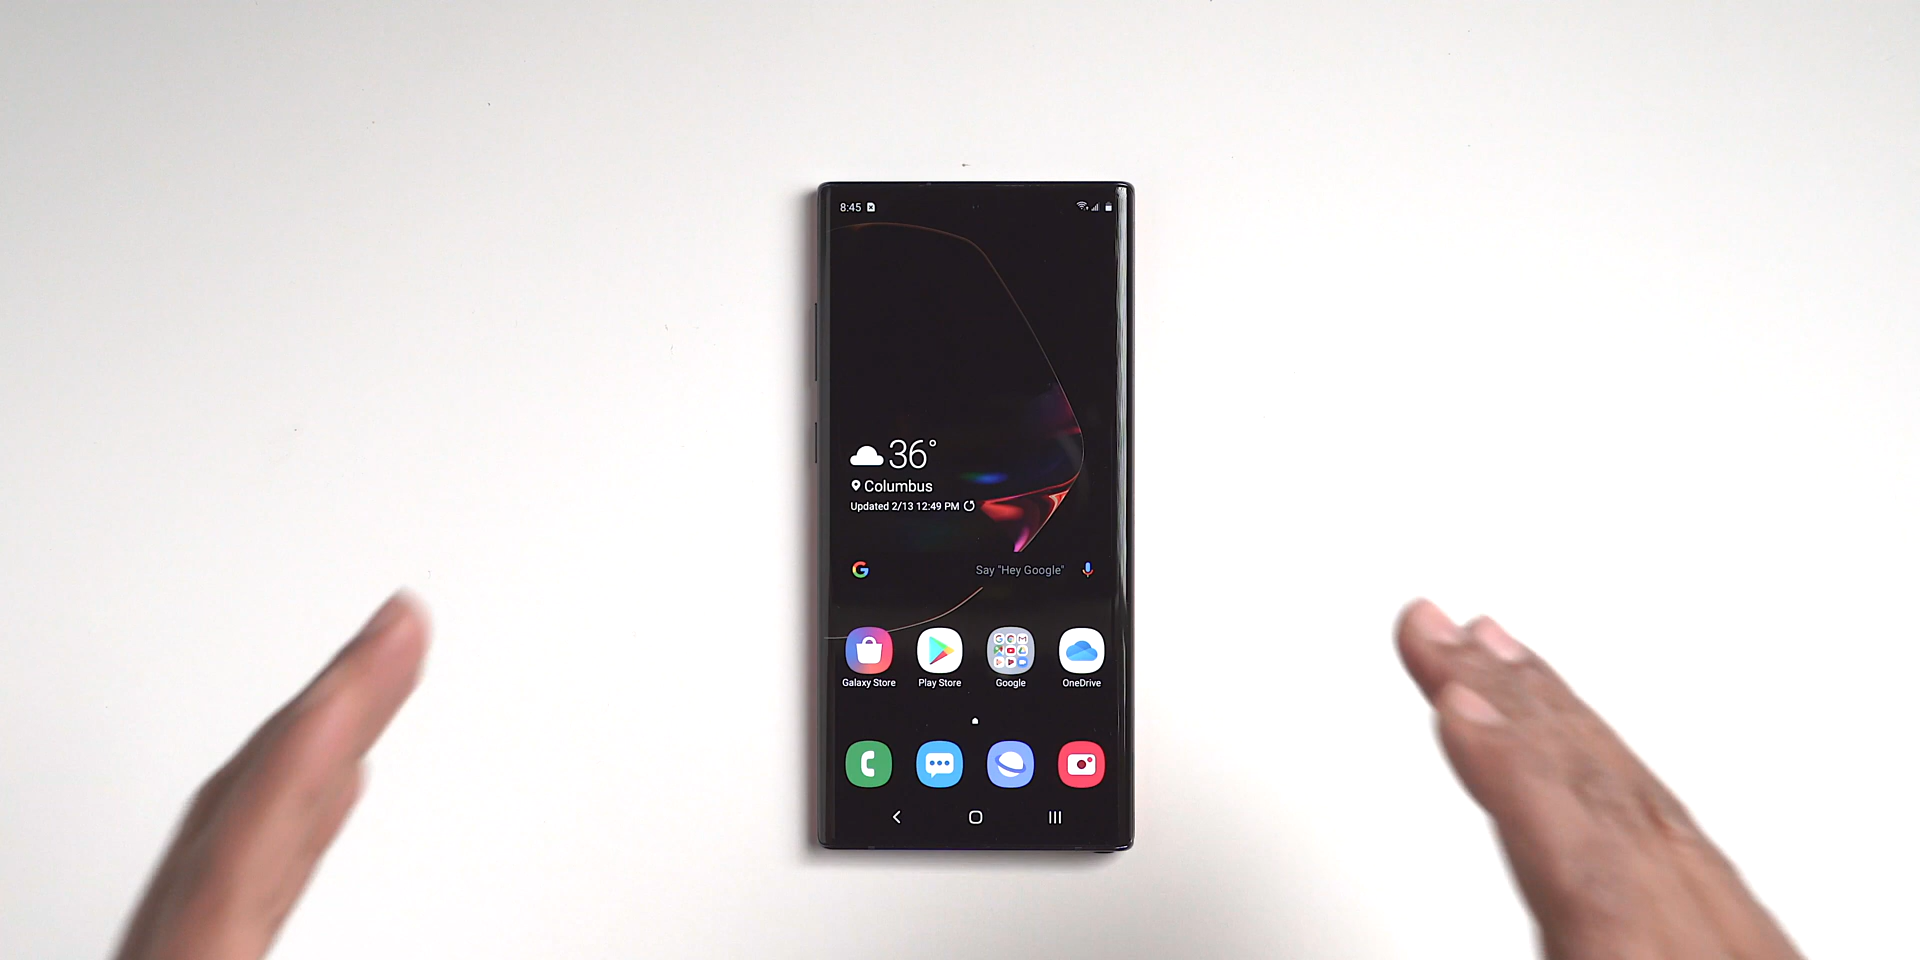 8:45
36°
Columbus
Updated 2/13 12:49 PM
Say "Hey Google"
Galaxy Store
Play Store
Google
OneDrive